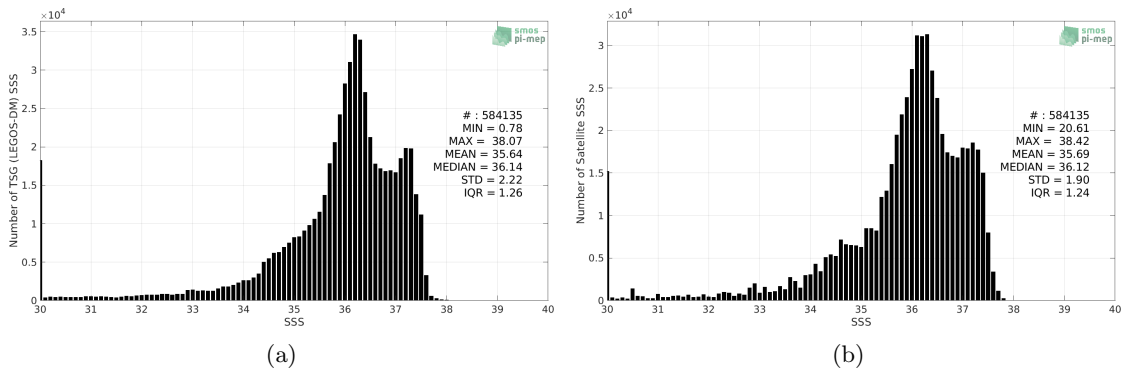 ×10⁴
3.5
3
2.5
2
1.5
1
0.5
0
Number of TSG (LEGOS-DM) SSS
30 31 32 33 34 35 36 37 38 39 40
SSS
smos
pi-mep
# : 584135
MIN = 0.78
MAX = 38.07
MEAN = 35.64
MEDIAN = 36.14
STD = 2.22
IQR = 1.26
(a)
×10⁴
3
2.5
2
1.5
1
0.5
0
Number of Satellite SSS
30 31 32 33 34 35 36 37 38 39 40
SSS
smos
pi-mep
# : 584135
MIN = 20.61
MAX = 38.42
MEAN = 35.69
MEDIAN = 36.12
STD = 1.90
IQR = 1.24
(b)